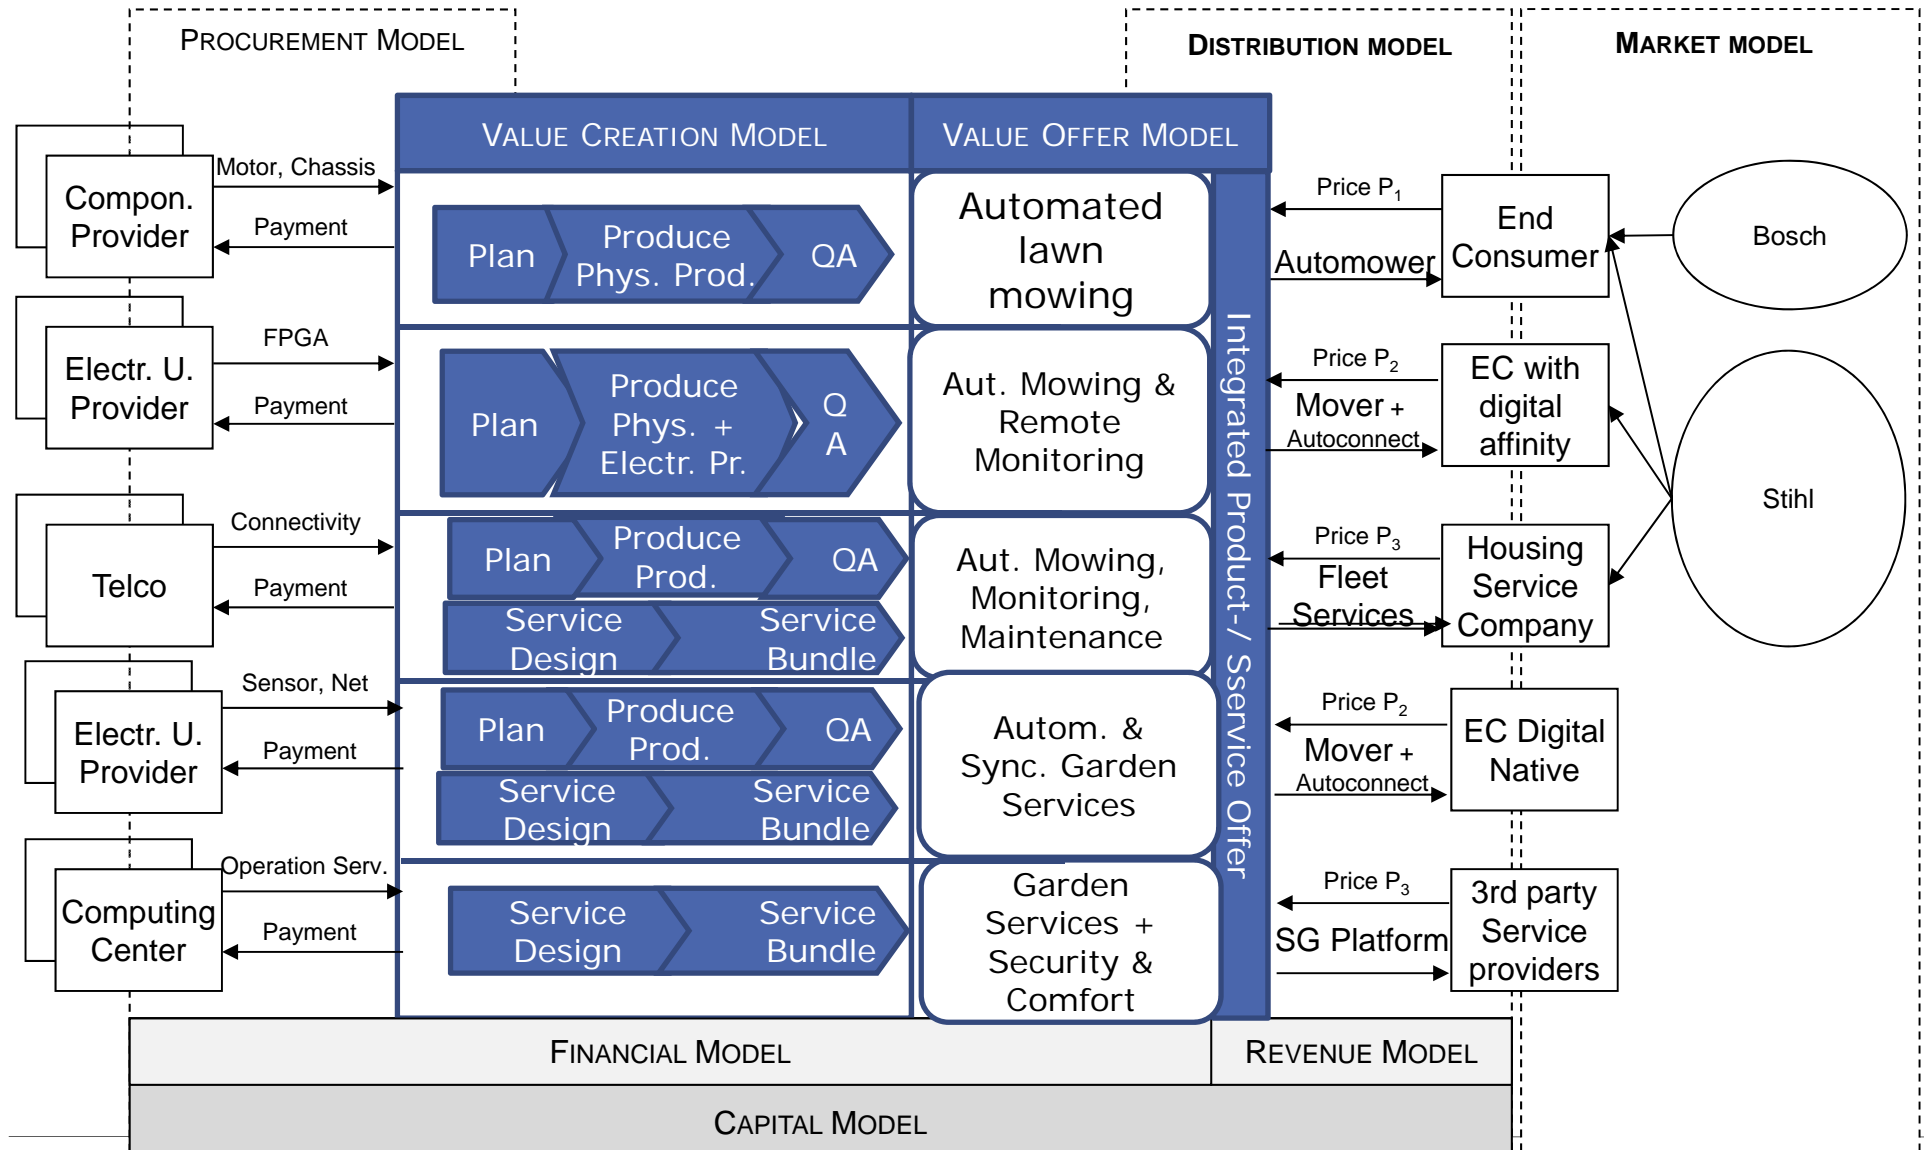 PROCUREMENT MODEL
DISTRIBUTION MODEL
MARKET MODEL
VALUE CREATION MODEL
VALUE OFFER MODEL
Compon.
Provider
Motor, Chassis
Payment
Plan
Produce
Phys. Prod.
QA
Automated
lawn
mowing
Price P1
Automower
End
Consumer
Bosch
Electr. U.
Provider
FPGA
Payment
Plan
Produce
Phys. +
Electr. Pr.
Q
A
Aut. Mowing &
Remote
Monitoring
Integrated Product-/ Sservice Offer
Price P2
Mover +
Autoconnect
EC with
digital
affinity
Stihl
Telco
Connectivity
Payment
Plan
Produce
Prod.
QA
Service
Design
Service
Bundle
Aut. Mowing,
Monitoring,
Maintenance
Price P3
Fleet
Services
Housing
Service
Company
Electr. U.
Provider
Sensor, Net
Payment
Plan
Produce
Prod.
QA
Service
Design
Service
Bundle
Autom. &
Sync. Garden
Services
Price P2
Mover +
Autoconnect
EC Digital
Native
Computing
Center
Operation Serv.
Payment
Service
Design
Service
Bundle
Garden
Services +
Security &
Comfort
Price P3
SG Platform
3rd party
Service
providers
FINANCIAL MODEL
REVENUE MODEL
CAPITAL MODEL